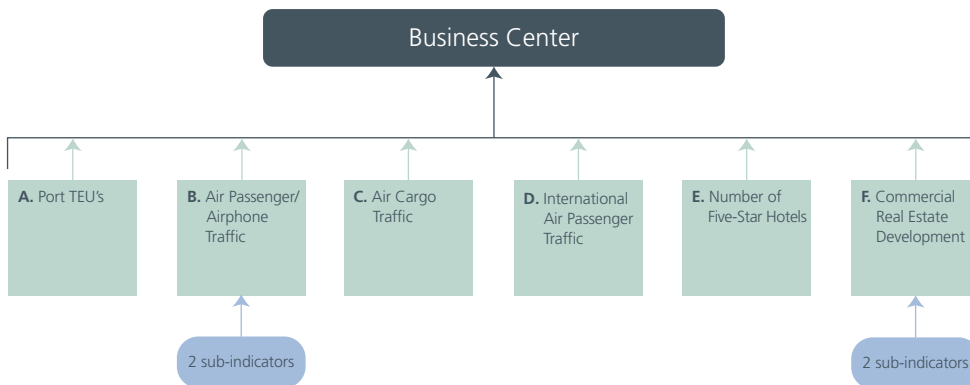 Business Center
A. Port TEU's
B. Air Passenger/
Airphone
Traffic
C. Air Cargo
Traffic
D. International
Air Passenger
Traffic
E. Number of
Five-Star Hotels
F. Commercial
Real Estate
Development
2 sub-indicators
2 sub-indicators